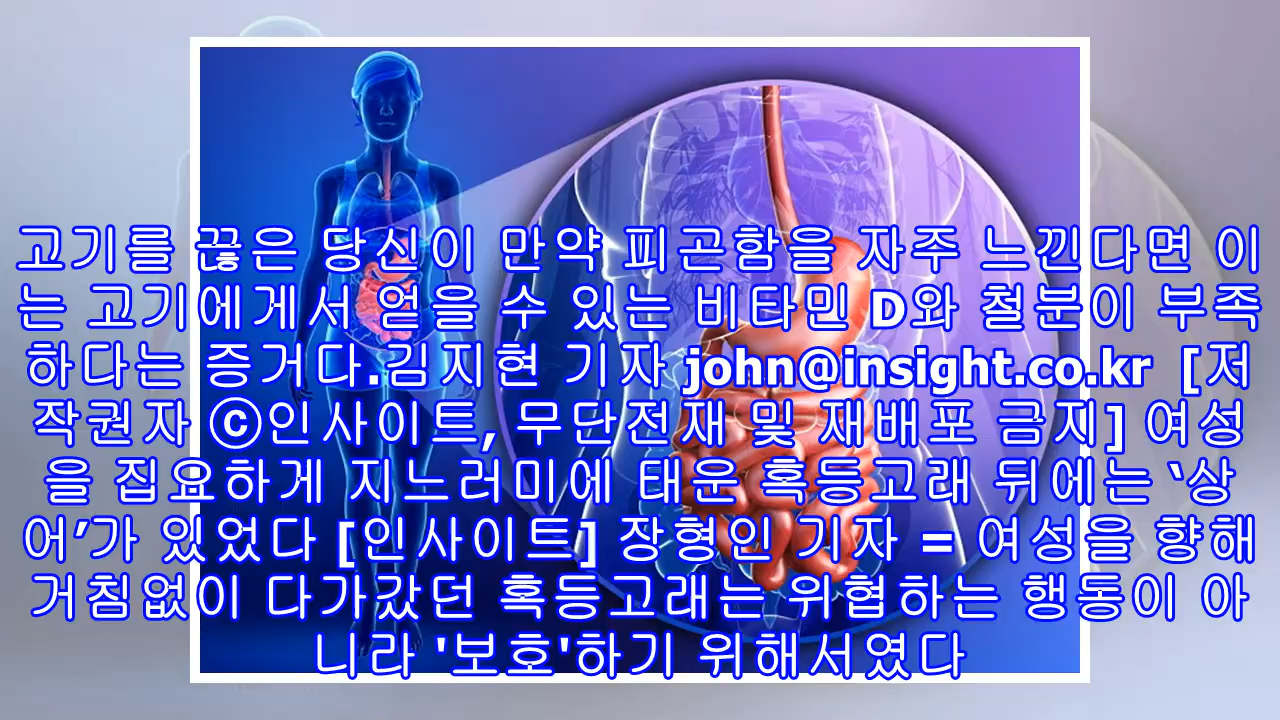 고기를 끊은 당신이 만약 피곤함을 자주 느낀다면 이
는 고기에게서 얻을 수 있는 비타민 D와 철분이 부족
하다는 증거다.김지현 기자 john@insight.co.kr [저
작권자 ⓒ인사이트, 무단전재 및 재배포 금지] 여성
을 집요하게 지느러미에 태운 혹등고래 뒤에는 ‘상
어’가 있었다 [인사이트] 장형인 기자 = 여성을 향해
거침없이 다가갔던 혹등고래는 위협하는 행동이 아
니라 '보호'하기 위해서였다